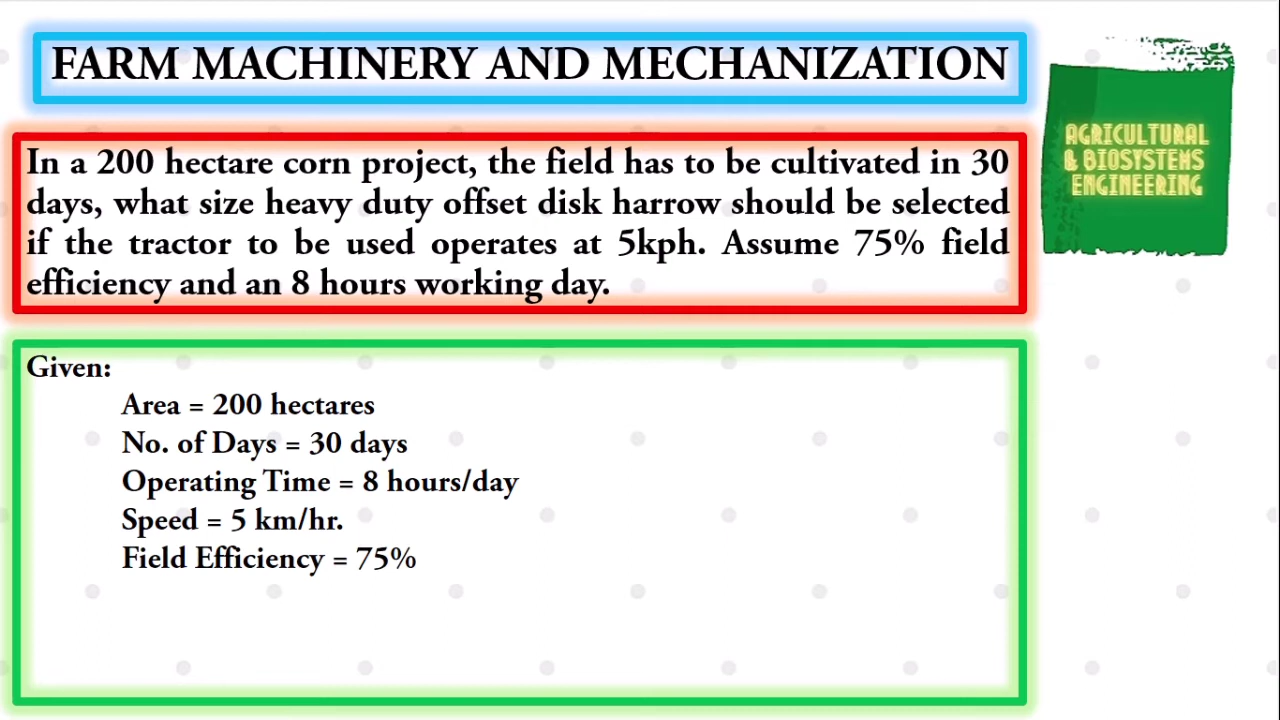 FARM MACHINERY AND MECHANIZATION
AGRICULTURAL
& BIOSYSTEMS
ENGINEERING
In a 200 hectare corn project, the field has to be cultivated in 30
days, what size heavy duty offset disk harrow should be selected
if the tractor to be used operates at 5kph. Assume 75% field
efficiency and an 8 hours working day.
Given:
Area = 200 hectares
No. of Days = 30 days
Operating Time = 8 hours/day
Speed = 5 km/hr.
Field Efficiency = 75%